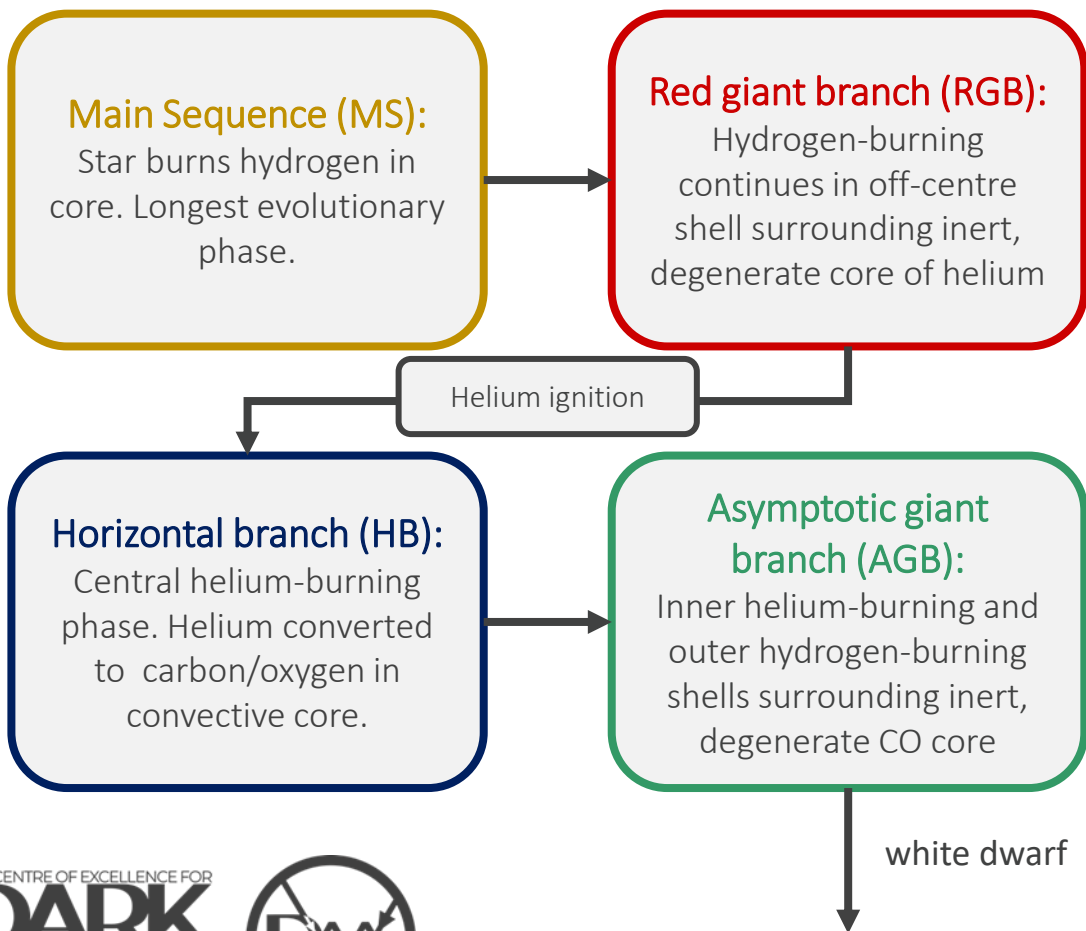 Main Sequence (MS):
Star burns hydrogen in
core. Longest evolutionary
phase.
Red giant branch (RGB):
Hydrogen-burning
continues in off-centre
shell surrounding inert,
degenerate core of helium
Helium ignition
Horizontal branch (HB):
Central helium-burning
phase. Helium converted
to  carbon/oxygen in
convective core.
Asymptotic giant
branch (AGB):
Inner helium-burning and
outer hydrogen-burning
shells surrounding inert,
degenerate CO core
white dwarf
CENTRE OF EXCELLENCE FOR
DARK